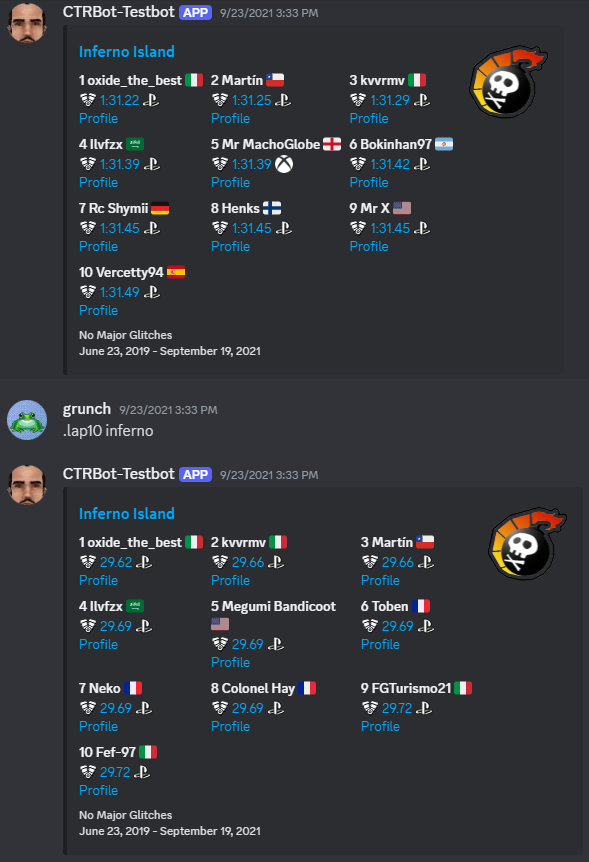 CTRBot-Testbot APP 9/23/2021 3:33 PM
Inferno Island
1 oxide_the_best 2 Martín 3 kvvrmv
1:31.22 1:31.25 1:31.29
Profile Profile Profile
4 llvfzx 5 Mr MachoGlobe 6 Bokinhan97
1:31.39 1:31.39 1:31.42
Profile Profile Profile
7 Rc Shymii 8 Henks 9 Mr X
1:31.45 1:31.45 1:31.45
Profile Profile Profile
10 Vercetty94
1:31.49
Profile
No Major Glitches
June 23, 2019 - September 19, 2021
grunch 9/23/2021 3:33 PM
.lap10 inferno
CTRBot-Testbot APP 9/23/2021 3:33 PM
Inferno Island
1 oxide_the_best 2 kvvrmv 3 Martín
29.62 29.66 29.66
Profile Profile Profile
4 llvfzx 5 Megumi Bandicoot 6 Toben
29.69 29.69 29.69
Profile Profile Profile
7 Neko 8 Colonel Hay 9 FGTurismo21
29.69 29.69 29.72
Profile Profile Profile
10 Fef-97
29.72
Profile
No Major Glitches
June 23, 2019 - September 19, 2021